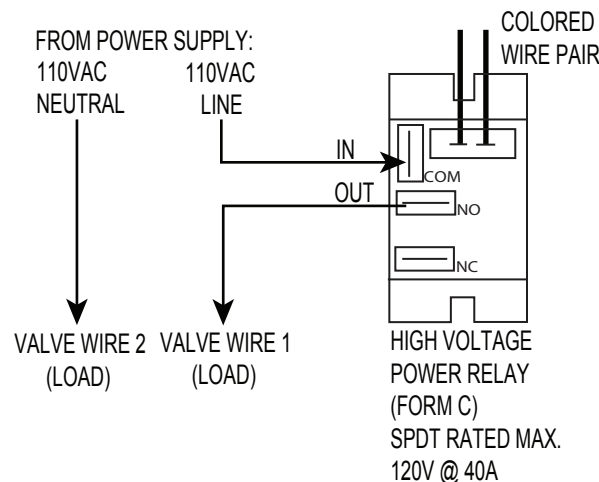 COLORED
WIRE PAIR
FROM POWER SUPPLY:
110VAC
NEUTRAL
110VAC
LINE
IN
COM
OUT
NO
NC
VALVE WIRE 2
(LOAD)
VALVE WIRE 1
(LOAD)
HIGH VOLTAGE
POWER RELAY
(FORM C)
SPDT RATED MAX.
120V @ 40A